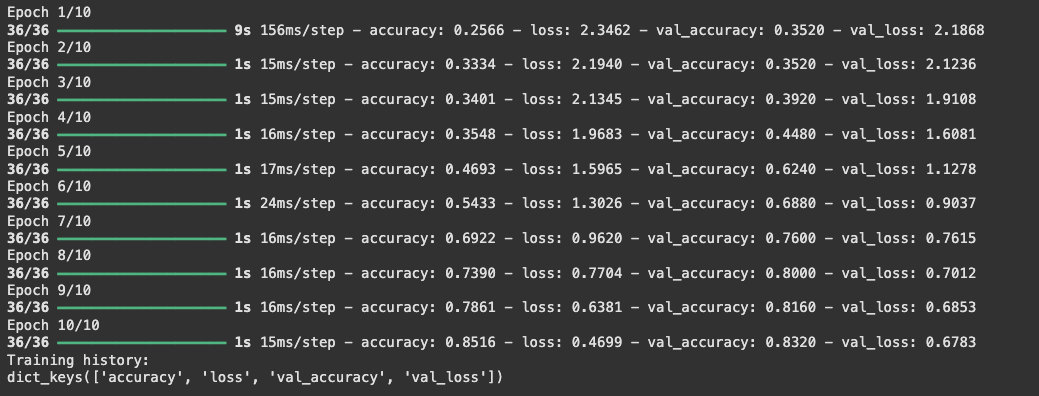 Epoch 1/10
36/36 ━━━━━━━━━━━━━━━━━━━━ 9s 156ms/step - accuracy: 0.2566 - loss: 2.3462 - val_accuracy: 0.3520 - val_loss: 2.1868
Epoch 2/10
36/36 ━━━━━━━━━━━━━━━━━━━━ 1s 15ms/step - accuracy: 0.3334 - loss: 2.1940 - val_accuracy: 0.3520 - val_loss: 2.1236
Epoch 3/10
36/36 ━━━━━━━━━━━━━━━━━━━━ 1s 15ms/step - accuracy: 0.3401 - loss: 2.1345 - val_accuracy: 0.3920 - val_loss: 1.9108
Epoch 4/10
36/36 ━━━━━━━━━━━━━━━━━━━━ 1s 16ms/step - accuracy: 0.3548 - loss: 1.9683 - val_accuracy: 0.4480 - val_loss: 1.6081
Epoch 5/10
36/36 ━━━━━━━━━━━━━━━━━━━━ 1s 17ms/step - accuracy: 0.4693 - loss: 1.5965 - val_accuracy: 0.6240 - val_loss: 1.1278
Epoch 6/10
36/36 ━━━━━━━━━━━━━━━━━━━━ 1s 24ms/step - accuracy: 0.5433 - loss: 1.3026 - val_accuracy: 0.6880 - val_loss: 0.9037
Epoch 7/10
36/36 ━━━━━━━━━━━━━━━━━━━━ 1s 16ms/step - accuracy: 0.6922 - loss: 0.9620 - val_accuracy: 0.7600 - val_loss: 0.7615
Epoch 8/10
36/36 ━━━━━━━━━━━━━━━━━━━━ 1s 16ms/step - accuracy: 0.7390 - loss: 0.7704 - val_accuracy: 0.8000 - val_loss: 0.7012
Epoch 9/10
36/36 ━━━━━━━━━━━━━━━━━━━━ 1s 16ms/step - accuracy: 0.7861 - loss: 0.6381 - val_accuracy: 0.8160 - val_loss: 0.6853
Epoch 10/10
36/36 ━━━━━━━━━━━━━━━━━━━━ 1s 15ms/step - accuracy: 0.8516 - loss: 0.4699 - val_accuracy: 0.8320 - val_loss: 0.6783
Training history:
dict_keys(['accuracy', 'loss', 'val_accuracy', 'val_loss'])